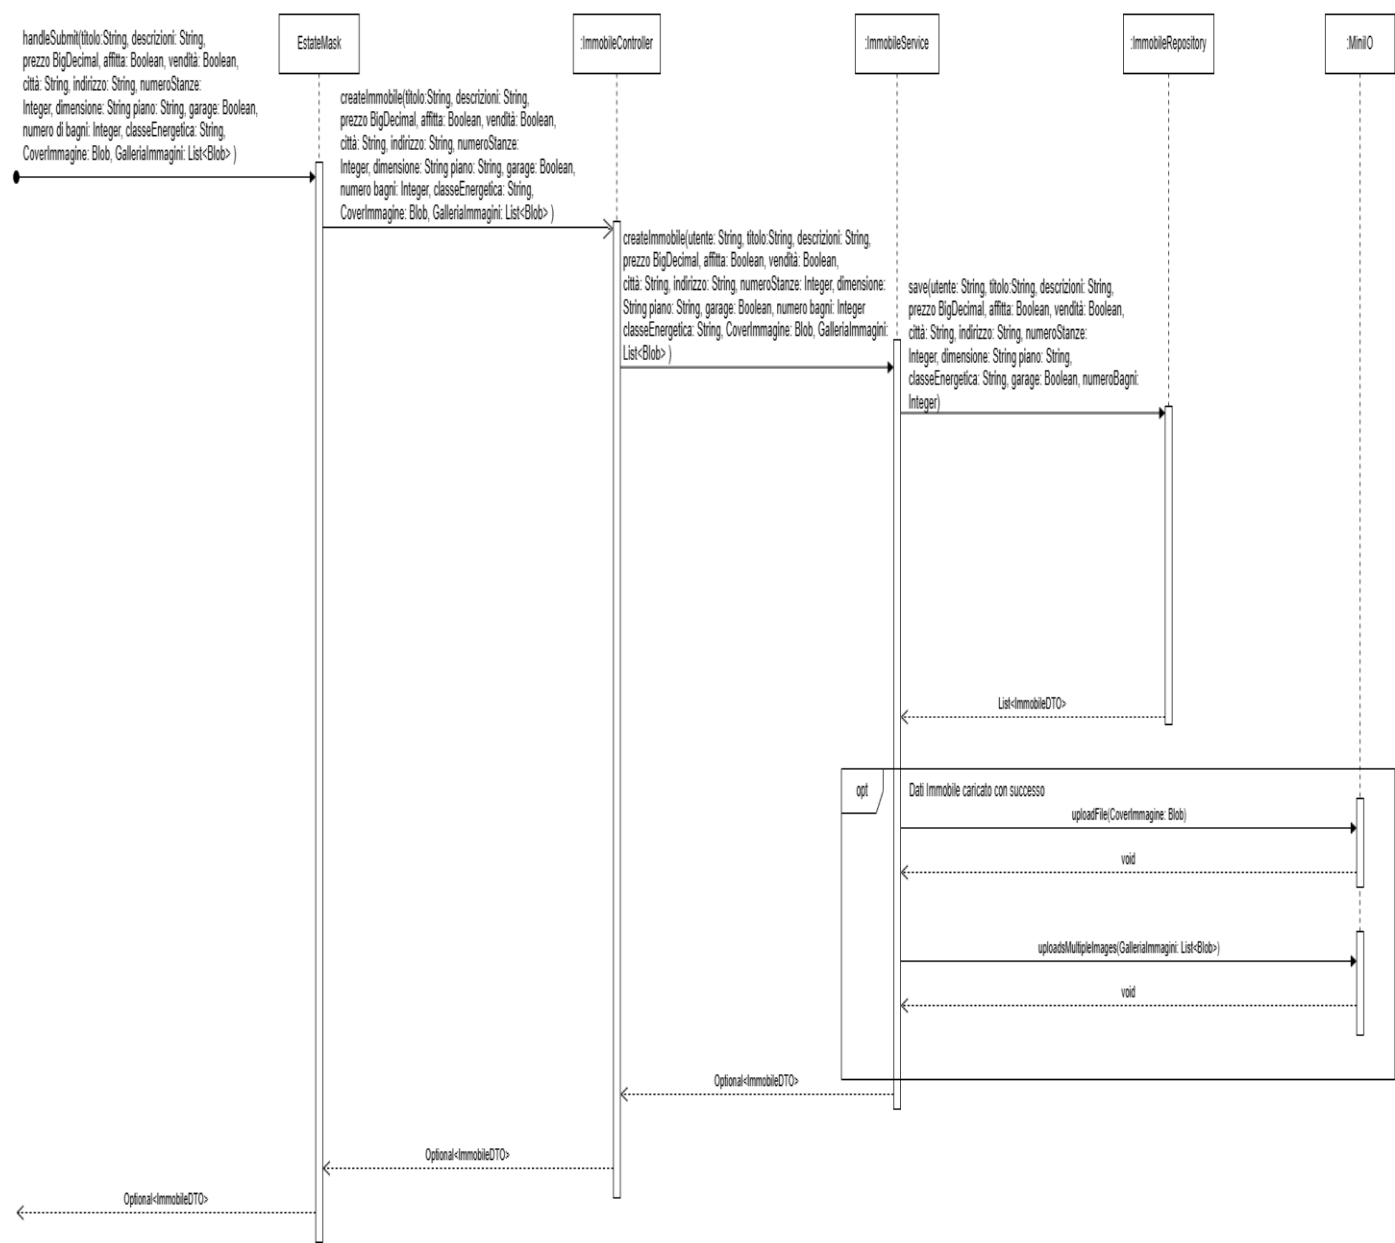 handleSubmit(titolo:String, descrizioni: String,
prezzo BigDecimal, affitta: Boolean, vendità: Boolean,
città: String, indirizzo: String, numeroStanze:
Integer, dimensione: String piano: String, garage: Boolean,
numero di bagni: Integer, classeEnergetica: String,
CoverImmagine: Blob, GalleriaImmagini: List<Blob> )
EstateMask
:ImmobileController
:ImmobileService
:ImmobileRepository
:MiniIO
createImmobile(titolo:String, descrizioni: String,
prezzo BigDecimal, affitta: Boolean, vendità: Boolean,
città: String, indirizzo: String, numeroStanze:
Integer, dimensione: String piano: String, garage: Boolean,
numero bagni: Integer, classeEnergetica: String,
CoverImmagine: Blob, GalleriaImmagini: List<Blob> )
createImmobile(utente: String, titolo:String, descrizioni: String,
prezzo BigDecimal, affitta: Boolean, vendità: Boolean,
città: String, indirizzo: String, numeroStanze: Integer, dimensione:
String piano: String, garage: Boolean, numero bagni: Integer
classeEnergetica: String, CoverImmagine: Blob, GalleriaImmagini:
List<Blob> )
save(utente: String, titolo:String, descrizioni: String,
prezzo BigDecimal, affitta: Boolean, vendità: Boolean,
città: String, indirizzo: String, numeroStanze:
Integer, dimensione: String piano: String,
classeEnergetica: String, garage: Boolean, numeroBagni:
Integer)
List<ImmobileDTO>
opt
Dati Immobile caricato con successo
uploadFile(CoverImmagine: Blob)
void
uploadsMultipleImages(GalleriaImmagini: List<Blob>)
void
Optional<ImmobileDTO>
Optional<ImmobileDTO>
Optional<ImmobileDTO>